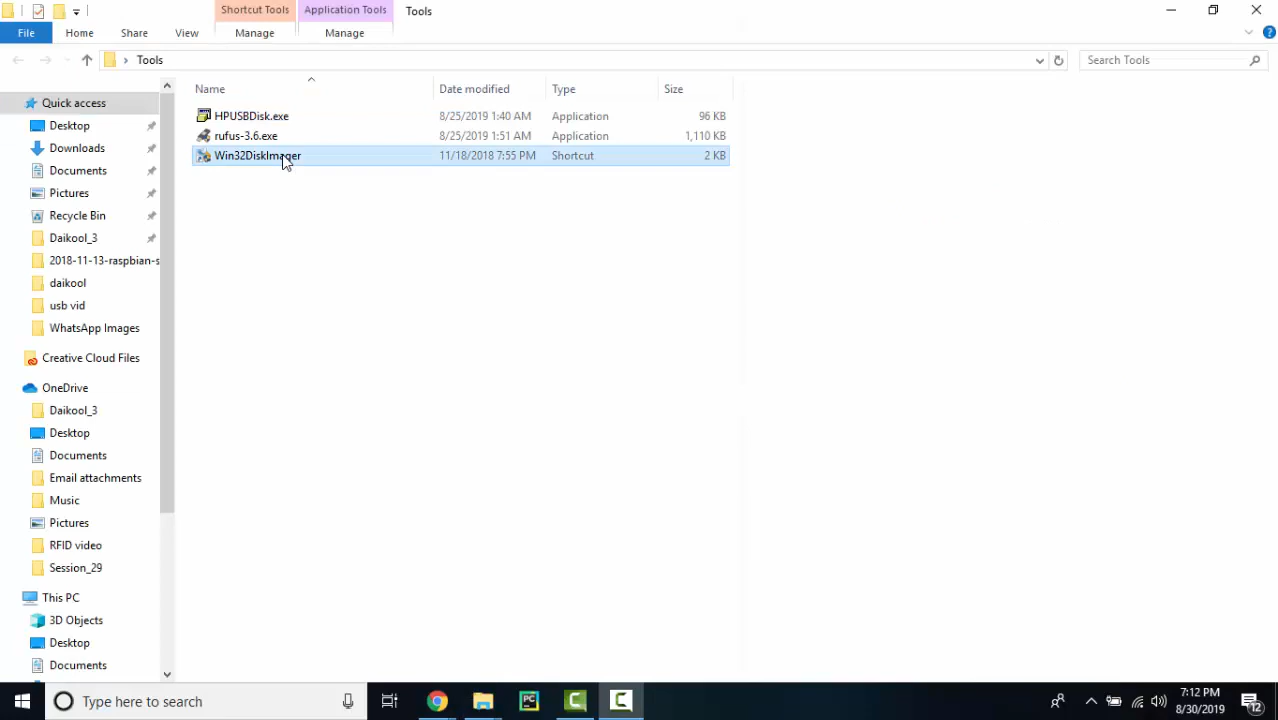 Shortcut Tools
Application Tools
Tools
File
Home
Share
View
Manage
Manage
Tools
Search Tools
Name
Date modified
Type
Size
HPUSBDisk.exe
8/25/2019 1:40 AM
Application
96 KB
rufus-3.6.exe
8/25/2019 1:51 AM
Application
1,110 KB
Win32DiskImager
11/18/2018 7:55 PM
Shortcut
2 KB
Quick access
Desktop
Downloads
Documents
Pictures
Recycle Bin
Daikool_3
2018-11-13-raspbian-s
daikool
usb vid
WhatsApp Images
Creative Cloud Files
OneDrive
Daikool_3
Desktop
Documents
Email attachments
Music
Pictures
RFID video
Session_29
This PC
3D Objects
Desktop
Documents
Type here to search
PC
7:12 PM
8/30/2019
12